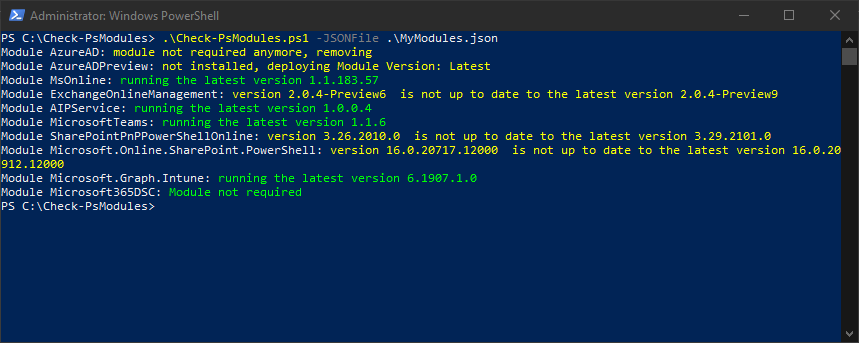 Administrator: Windows PowerShell
PS C:\Check-PsModules> .\Check-PsModules.ps1 -JSONFile .\MyModules.json
Module AzureAD: module not required anymore, removing
Module AzureADPreview: not installed, deploying Module Version: Latest
Module MsOnline: running the latest version 1.1.183.57
Module ExchangeOnlineManagement: version 2.0.4-Preview6  is not up to date to the latest version 2.0.4-Preview9
Module AIPService: running the latest version 1.0.0.4
Module MicrosoftTeams: running the latest version 1.1.6
Module SharePointPnPPowerShellOnline: version 3.26.2010.0  is not up to date to the latest version 3.29.2101.0
Module Microsoft.Online.SharePoint.PowerShell: version 16.0.20717.12000  is not up to date to the latest version 16.0.20
912.12000
Module Microsoft.Graph.Intune: running the latest version 6.1907.1.0
Module Microsoft365DSC: Module not required
PS C:\Check-PsModules>